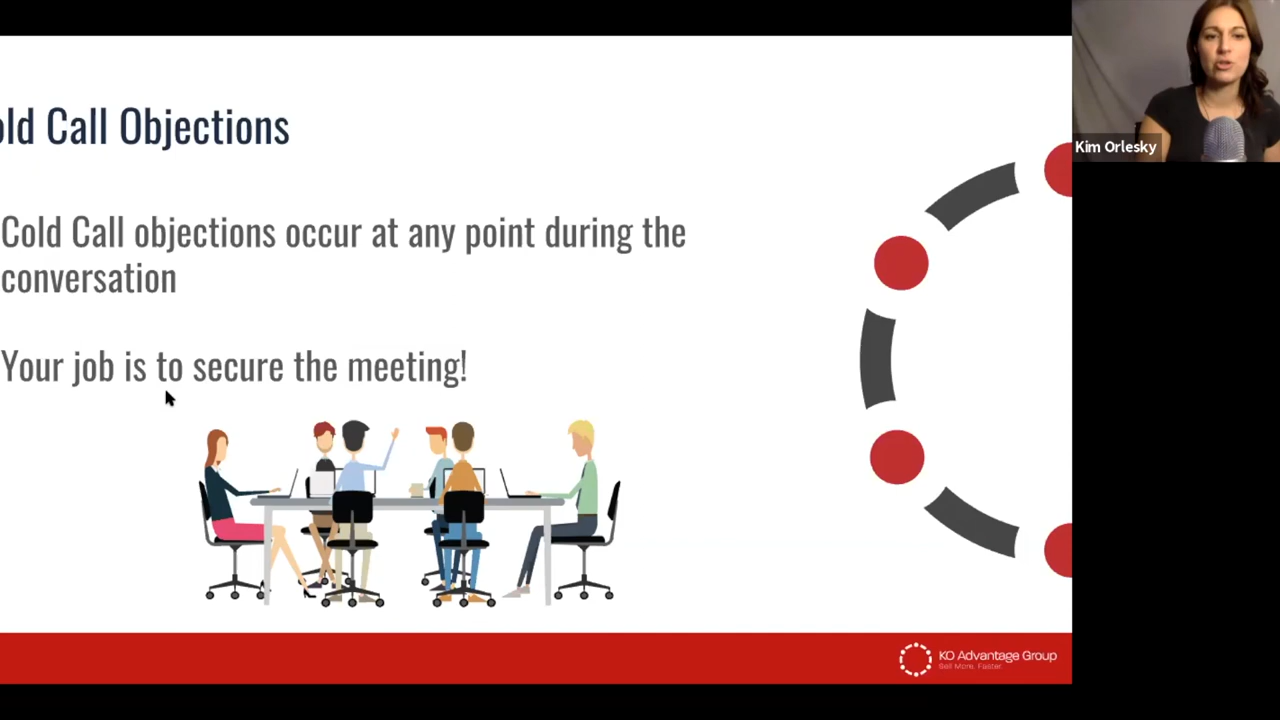 old Call Objections
Kim Orlesky
Cold Call objections occur at any point during the
conversation
Your job is to secure the meeting!
KO Advantage Group
Sell More. Faster.